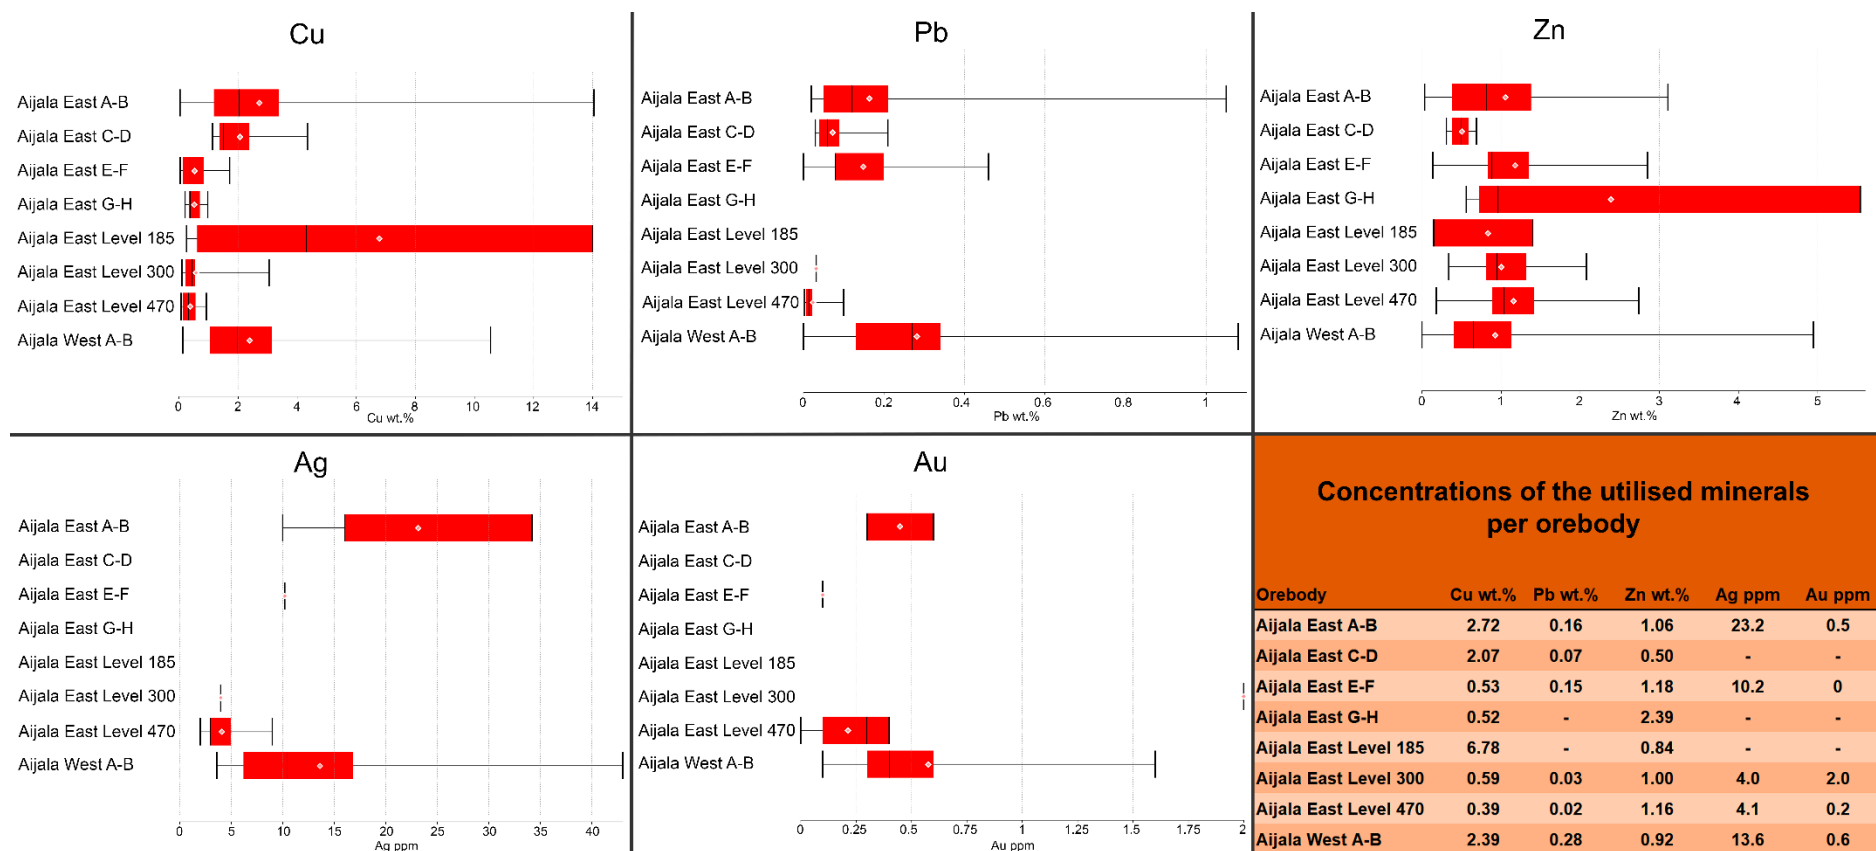 Cu
Aijala East A-B
Aijala East C-D
Aijala East E-F
Aijala East G-H
Aijala East Level 185
Aijala East Level 300
Aijala East Level 470
Aijala West A-B
0 2 4 6 8 10 12 14
Cu wt.%
Pb
Aijala East A-B
Aijala East C-D
Aijala East E-F
Aijala East G-H
Aijala East Level 185
Aijala East Level 300
Aijala East Level 470
Aijala West A-B
0 0.2 0.4 0.6 0.8 1
Pb wt.%
Zn
Aijala East A-B
Aijala East C-D
Aijala East E-F
Aijala East G-H
Aijala East Level 185
Aijala East Level 300
Aijala East Level 470
Aijala West A-B
0 1 2 3 4 5
Zn wt.%
Ag
Aijala East A-B
Aijala East C-D
Aijala East E-F
Aijala East G-H
Aijala East Level 185
Aijala East Level 300
Aijala East Level 470
Aijala West A-B
0 5 10 15 20 25 30 35 40
Ag ppm
Au
Aijala East A-B
Aijala East C-D
Aijala East E-F
Aijala East G-H
Aijala East Level 185
Aijala East Level 300
Aijala East Level 470
Aijala West A-B
0 0.25 0.5 0.75 1 1.25 1.5 1.75 2
Au ppm
Concentrations of the utilised minerals
per orebody
Orebody Cu wt.% Pb wt.% Zn wt.% Ag ppm Au ppm
Aijala East A-B 2.72 0.16 1.06 23.2 0.5
Aijala East C-D 2.07 0.07 0.50 - -
Aijala East E-F 0.53 0.15 1.18 10.2 0
Aijala East G-H 0.52 - 2.39 - -
Aijala East Level 185 6.78 - 0.84 - -
Aijala East Level 300 0.59 0.03 1.00 4.0 2.0
Aijala East Level 470 0.39 0.02 1.16 4.1 0.2
Aijala West A-B 2.39 0.28 0.92 13.6 0.6